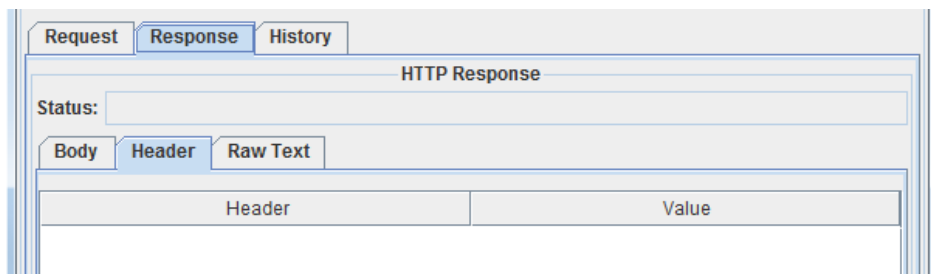 Request Response History
HTTP Response
Status:
Body Header Raw Text
Header Value